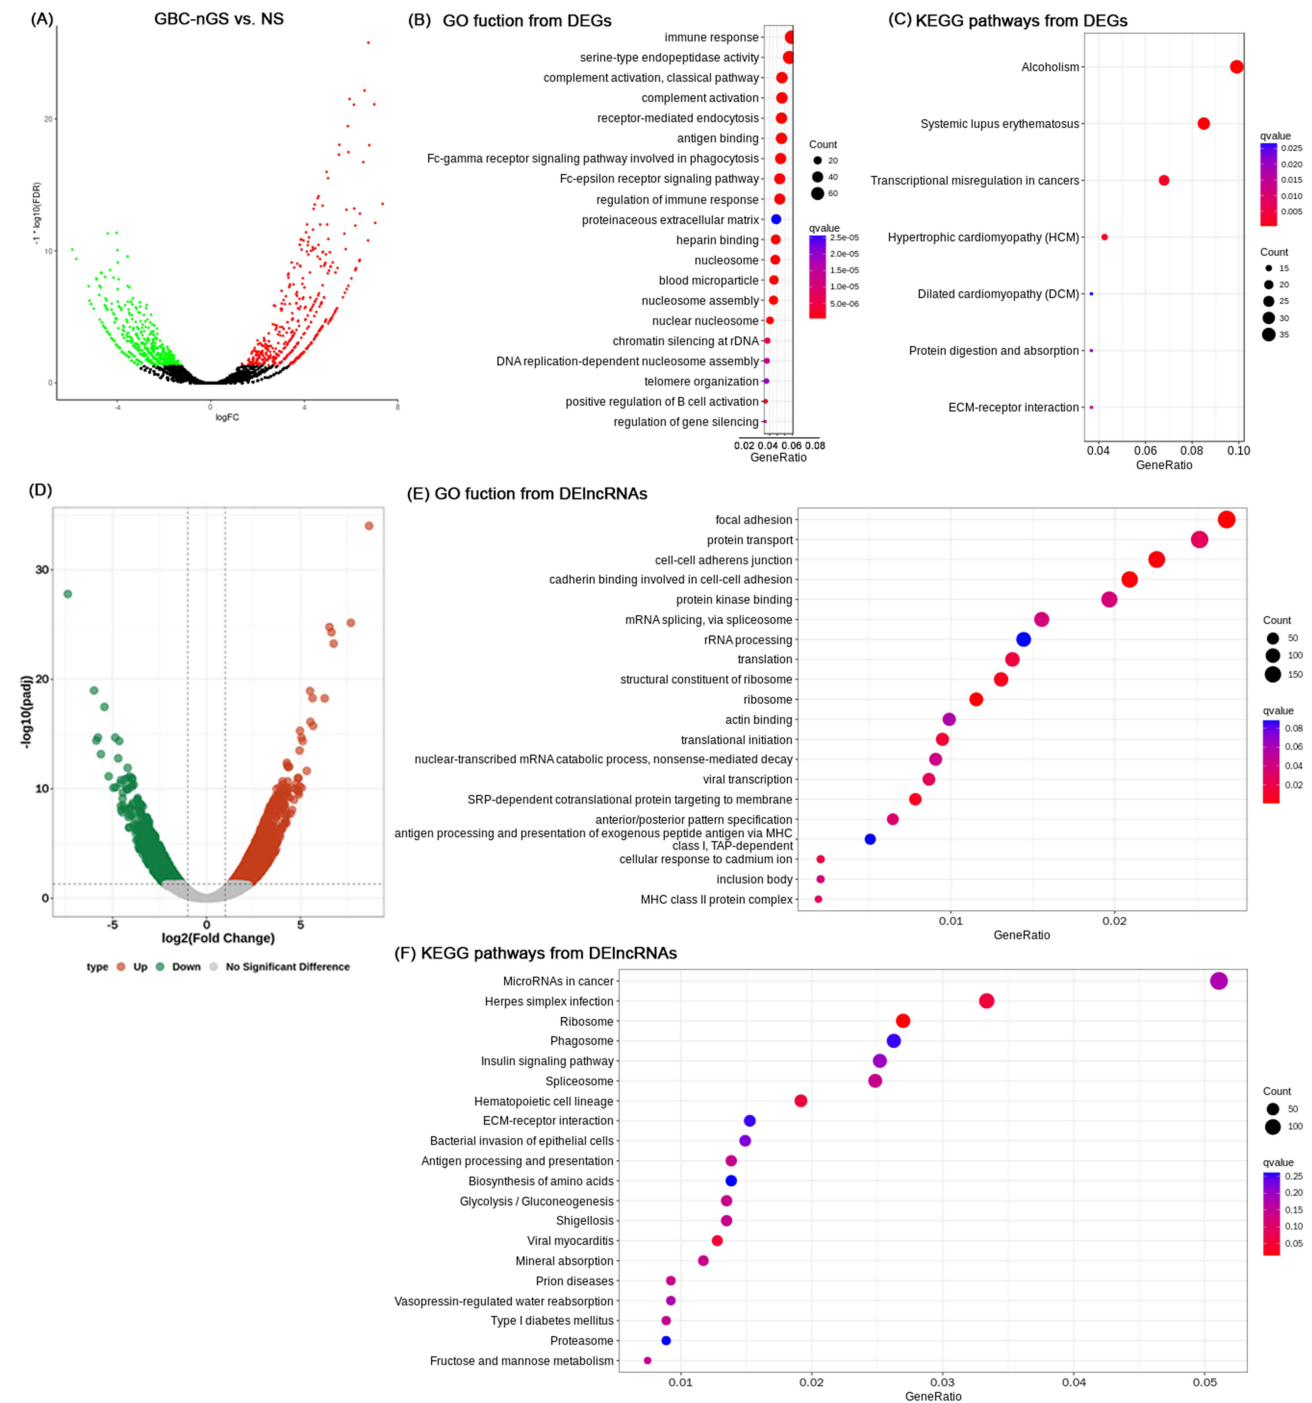 (A)
GBC-nGS vs. NS
20
10
0
-1 * log10(FDR)
-4
0
4
8
logFC
(B) GO fuction from DEGs
immune response
serine-type endopeptidase activity
complement activation, classical pathway
complement activation
receptor-mediated endocytosis
antigen binding
Fc-gamma receptor signaling pathway involved in phagocytosis
Fc-epsilon receptor signaling pathway
regulation of immune response
proteinaceous extracellular matrix
heparin binding
nucleosome
blood microparticle
nucleosome assembly
nuclear nucleosome
chromatin silencing at rDNA
DNA replication-dependent nucleosome assembly
telomere organization
positive regulation of B cell activation
regulation of gene silencing
0.02 0.04 0.06 0.08
GeneRatio
Count
20
40
60
qvalue
2.5e-05
2.0e-05
1.5e-05
1.0e-05
5.0e-06
(C) KEGG pathways from DEGs
Alcoholism
Systemic lupus erythematosus
Transcriptional misregulation in cancers
Hypertrophic cardiomyopathy (HCM)
Dilated cardiomyopathy (DCM)
Protein digestion and absorption
ECM-receptor interaction
0.04 0.06 0.08 0.10
GeneRatio
qvalue
0.025
0.020
0.015
0.010
0.005
Count
15
20
25
30
35
(D)
30
20
10
0
-log10(padj)
-5
0
5
log2(Fold Change)
type Up Down No Significant Difference
(E) GO fuction from DElncRNAs
focal adhesion
protein transport
cell-cell adherens junction
cadherin binding involved in cell-cell adhesion
protein kinase binding
mRNA splicing, via spliceosome
rRNA processing
translation
structural constituent of ribosome
ribosome
actin binding
translational initiation
nuclear-transcribed mRNA catabolic process, nonsense-mediated decay
viral transcription
SRP-dependent cotranslational protein targeting to membrane
anterior/posterior pattern specification
antigen processing and presentation of exogenous peptide antigen via MHC
class I, TAP-dependent
cellular response to cadmium ion
inclusion body
MHC class II protein complex
0.01
0.02
GeneRatio
Count
50
100
150
qvalue
0.08
0.06
0.04
0.02
(F) KEGG pathways from DElncRNAs
MicroRNAs in cancer
Herpes simplex infection
Ribosome
Phagosome
Insulin signaling pathway
Spliceosome
Hematopoietic cell lineage
ECM-receptor interaction
Bacterial invasion of epithelial cells
Antigen processing and presentation
Biosynthesis of amino acids
Glycolysis / Gluconeogenesis
Shigellosis
Viral myocarditis
Mineral absorption
Prion diseases
Vasopressin-regulated water reabsorption
Type I diabetes mellitus
Proteasome
Fructose and mannose metabolism
0.01
0.02
0.03
0.04
0.05
GeneRatio
Count
50
100
qvalue
0.25
0.20
0.15
0.10
0.05